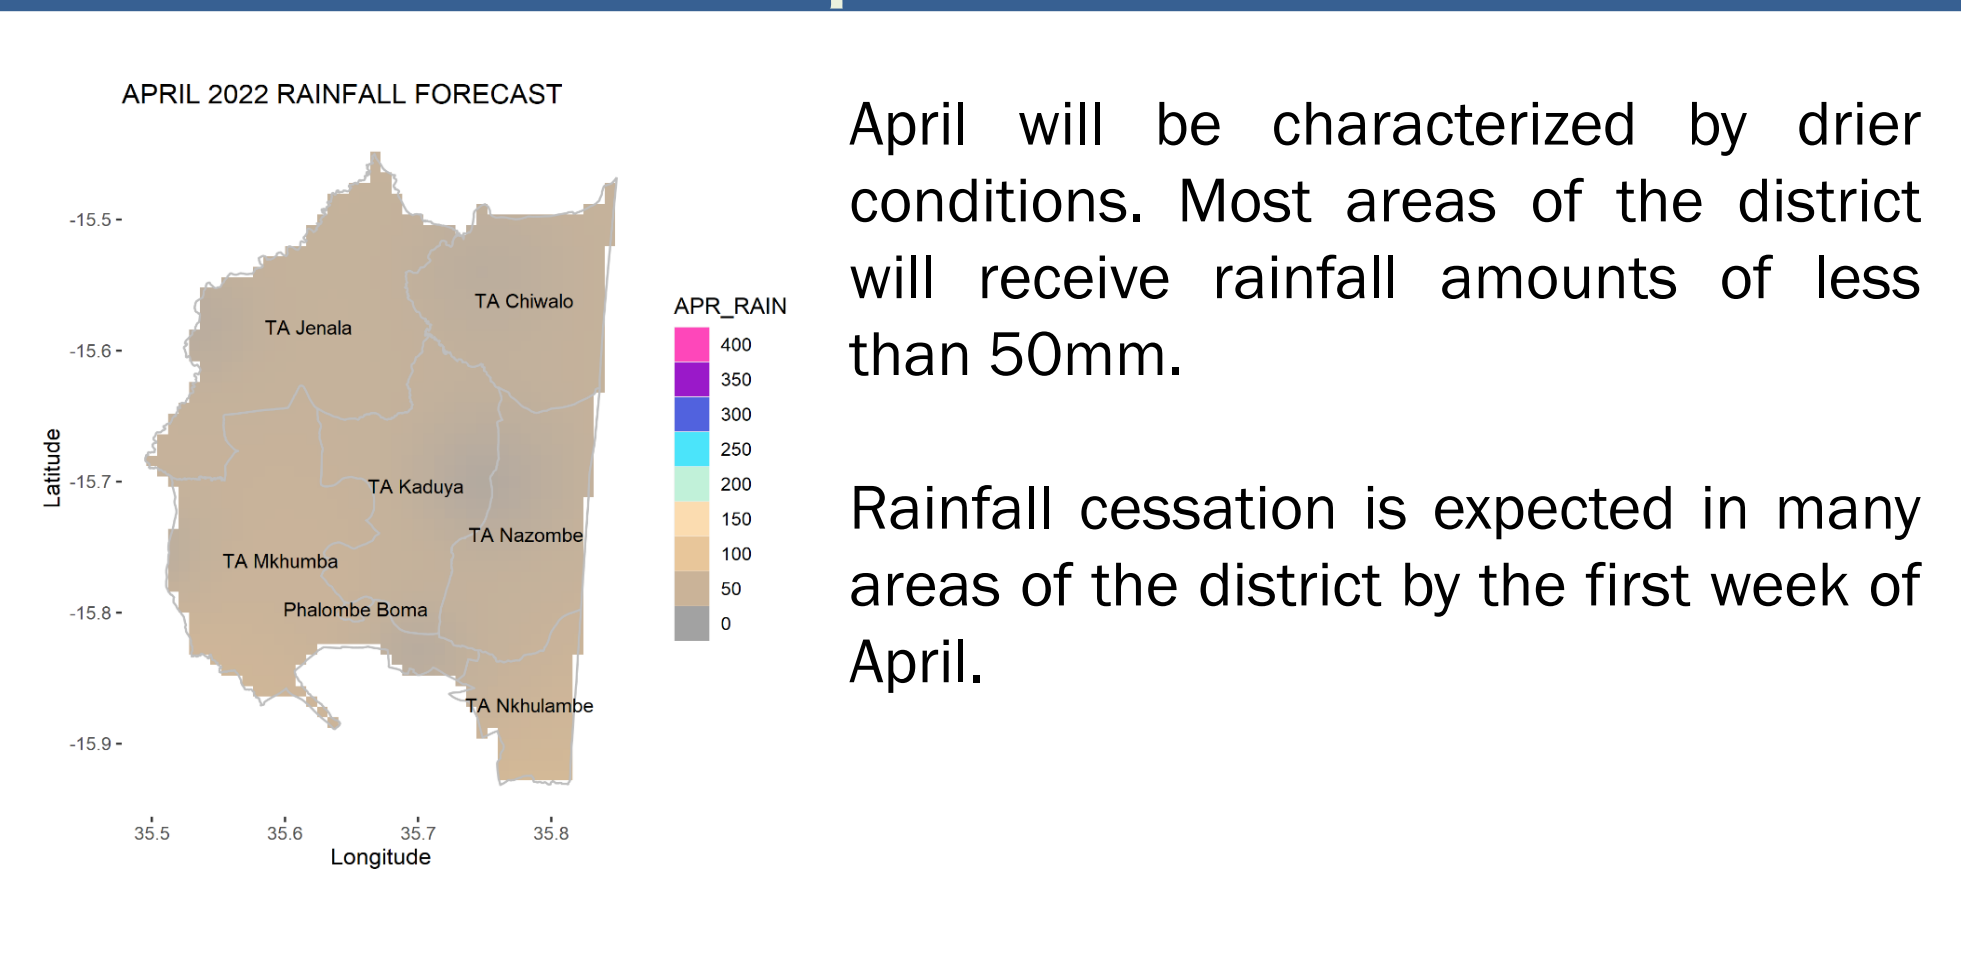 APRIL 2022 RAINFALL FORECAST
-15.5
-15.6
-15.7
-15.8
-15.9
Latitude
TA Chiwalo
TA Jenala
TA Kaduya
TA Nazombe
TA Mkhumba
Phalombe Boma
TA Nkhulambe
35.5 35.6 35.7 35.8
Longitude
APR_RAIN
400
350
300
250
200
150
100
50
0
April will be characterized by drier
conditions. Most areas of the district
will receive rainfall amounts of less
than 50mm.
Rainfall cessation is expected in many
areas of the district by the first week of
April.